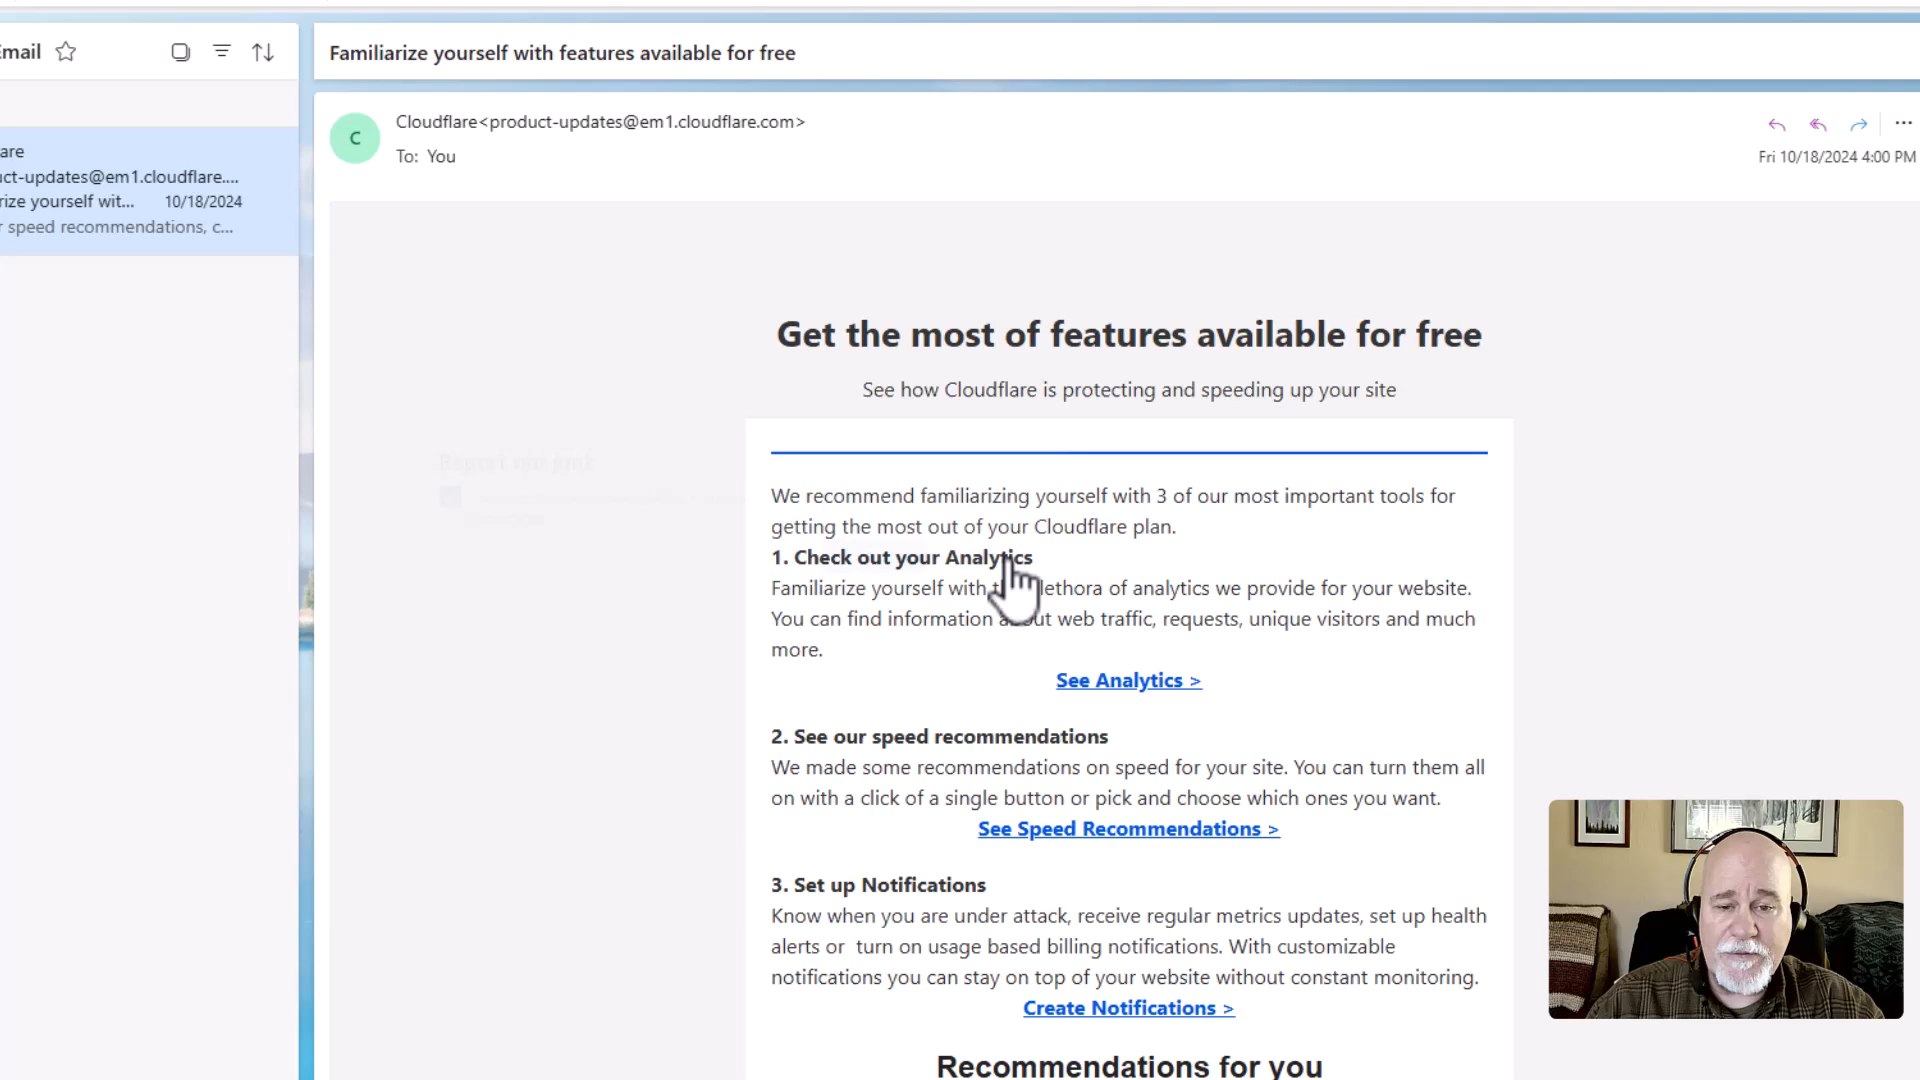 Email
Familiarize yourself with features available for free
C
Cloudflare<product-updates@em1.cloudflare.com>
To: You
Fri 10/18/2024 4:00 PM
are
uct-updates@em1.cloudflare....
rize yourself wit... 10/18/2024
r speed recommendations, c...
Get the most of features available for free
See how Cloudflare is protecting and speeding up your site
Report not junk
We recommend familiarizing yourself with 3 of our most important tools for
getting the most out of your Cloudflare plan.
1. Check out your Analytics
Familiarize yourself with the plethora of analytics we provide for your website.
You can find information about web traffic, requests, unique visitors and much
more.
See Analytics >
2. See our speed recommendations
We made some recommendations on speed for your site. You can turn them all
on with a click of a single button or pick and choose which ones you want.
See Speed Recommendations >
3. Set up Notifications
Know when you are under attack, receive regular metrics updates, set up health
alerts or  turn on usage based billing notifications. With customizable
notifications you can stay on top of your website without constant monitoring.
Create Notifications >
Recommendations for you